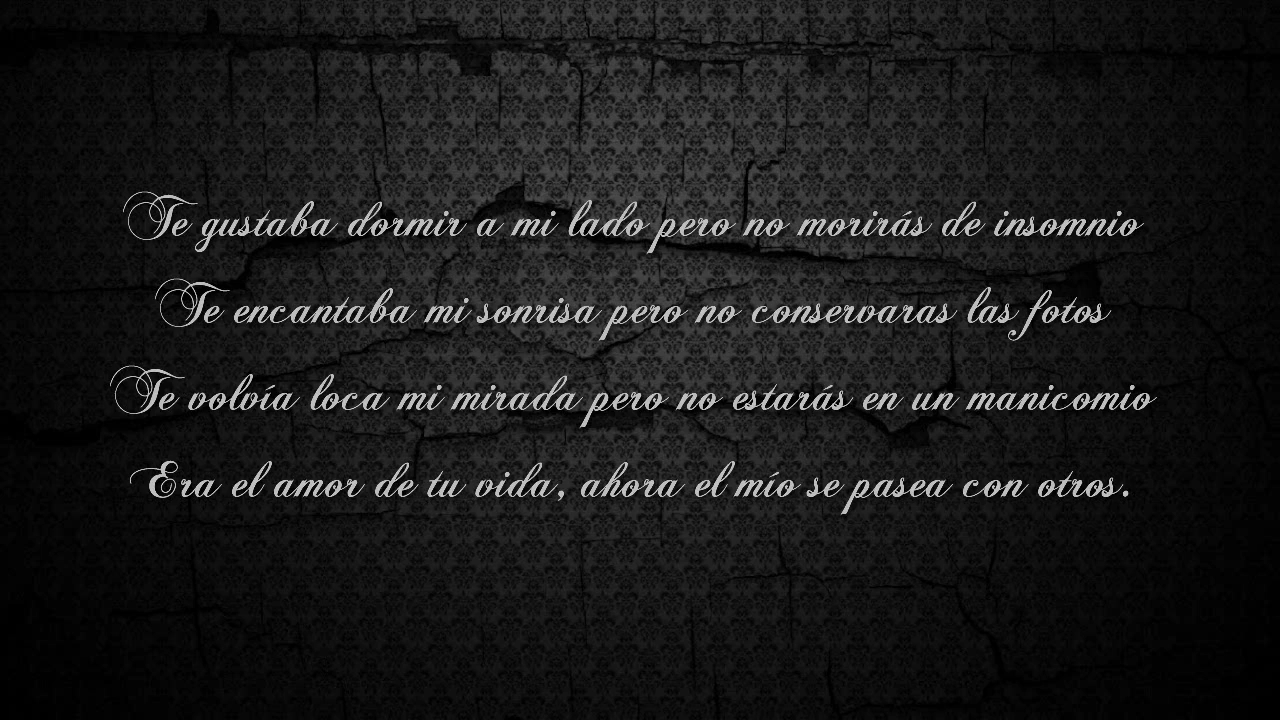 Te gustaba dormir a mi lado pero no morirás de insomnio
Te encantaba mi sonrisa pero no conservaras las fotos
Te volvía loca mi mirada pero no estarás en un manicomio
Era el amor de tu vida, ahora el mío se pasea con otros.